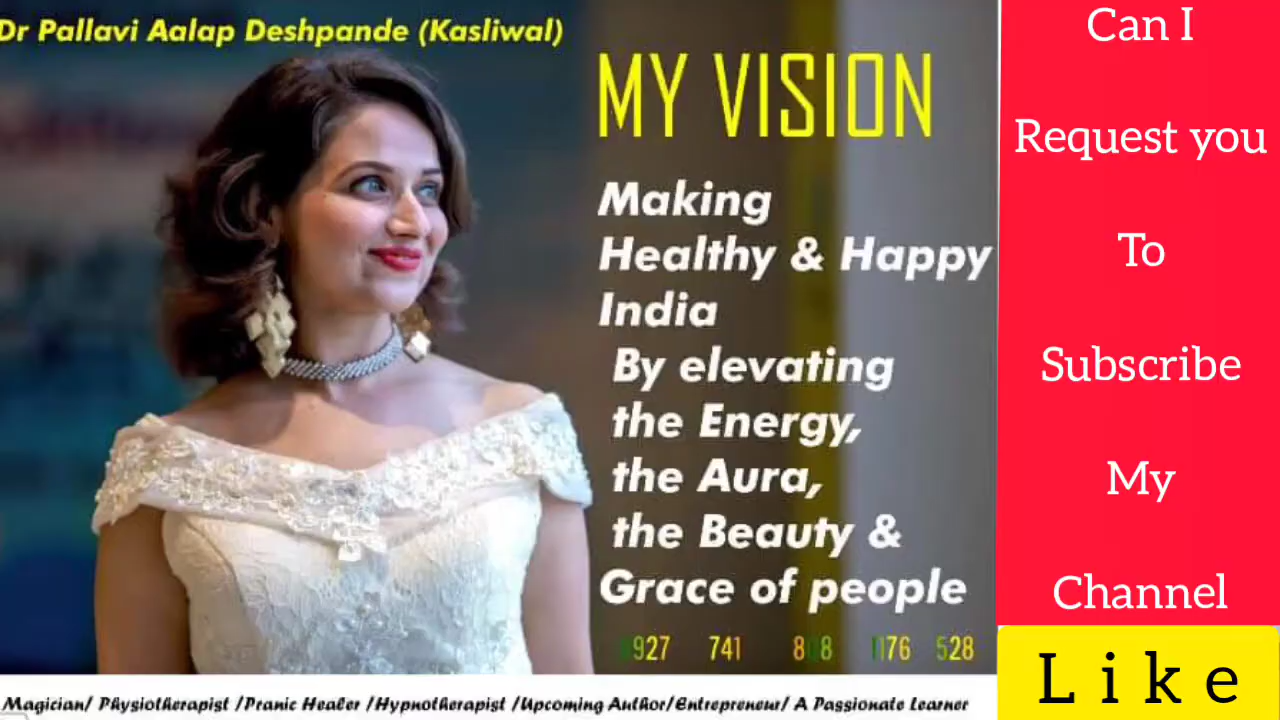 Dr Pallavi Aalap Deshpande (Kasliwal)
MY VISION
Making
Healthy & Happy
India
By elevating
the Energy,
the Aura,
the Beauty &
Grace of people
741 528
Magician/ Physiotherapist /Pranic Healer /Hypnotherapist /Upcoming Author/Entrepreneur/ A Passionate Learner
Can I
Request you
To
Subscribe
My
Channel
Like